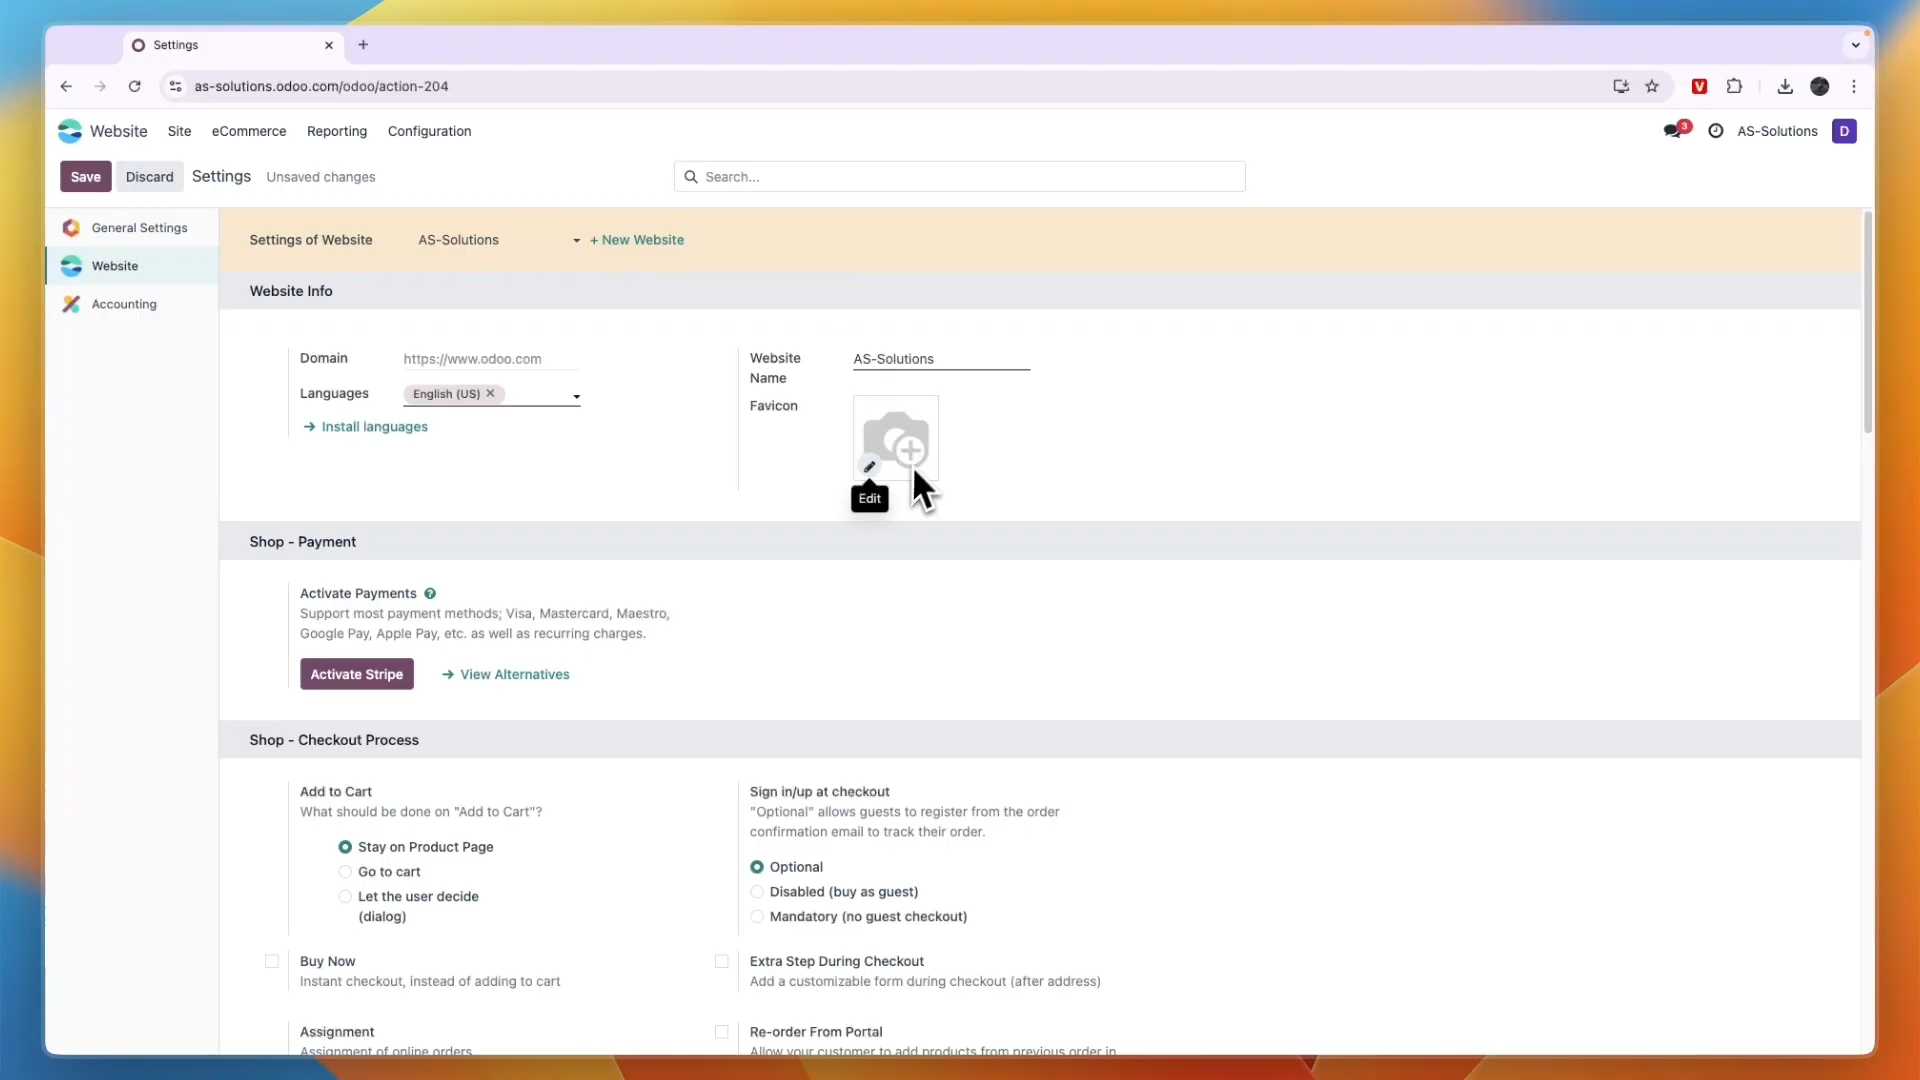 Settings
as-solutions.odoo.com/odoo/action-204
Website
Site
eCommerce
Reporting
Configuration
3
AS-Solutions
D
Save
Discard
Settings
Unsaved changes
Search...
General Settings
Website
Accounting
Settings of Website
AS-Solutions
+ New Website
Website Info
Domain
https://www.odoo.com
Languages
English (US)
Install languages
Website
Name
AS-Solutions
Favicon
Edit
Shop - Payment
Activate Payments
Support most payment methods; Visa, Mastercard, Maestro,
Google Pay, Apple Pay, etc. as well as recurring charges.
Activate Stripe
View Alternatives
Shop - Checkout Process
Add to Cart
What should be done on "Add to Cart"?
Stay on Product Page
Go to cart
Let the user decide
(dialog)
Sign in/up at checkout
"Optional" allows guests to register from the order
confirmation email to track their order.
Optional
Disabled (buy as guest)
Mandatory (no guest checkout)
Buy Now
Instant checkout, instead of adding to cart
Extra Step During Checkout
Add a customizable form during checkout (after address)
Assignment
Assignment of online orders
Re-order From Portal
Allow your customer to add products from previous order in